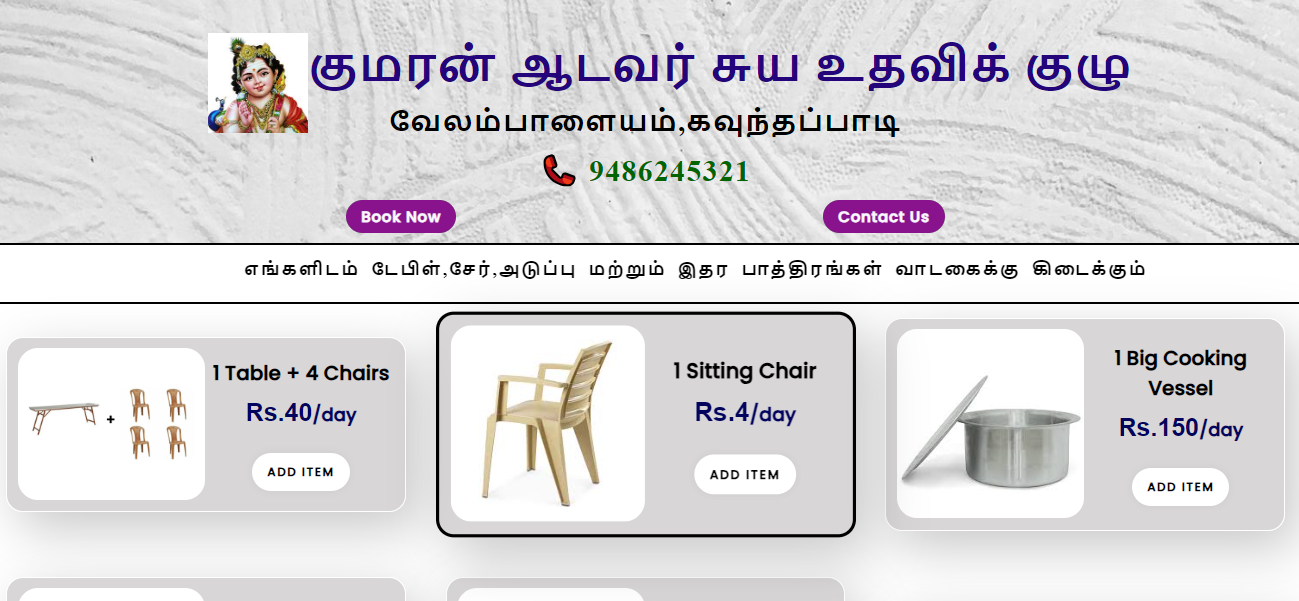 குமரன் ஆடவர் சுய உதவிக் குழு
வேலம்பாளையம்,கவுந்தப்பாடி
9486245321
Book Now
Contact Us
எங்களிடம் டேபிள்,சேர்,அடுப்பு மற்றும் இதர பாத்திரங்கள் வாடகைக்கு கிடைக்கும்
1 Table + 4 Chairs
Rs.40/day
ADD ITEM
+
1 Sitting Chair
Rs.4/day
ADD ITEM
1 Big Cooking
Vessel
Rs.150/day
ADD ITEM